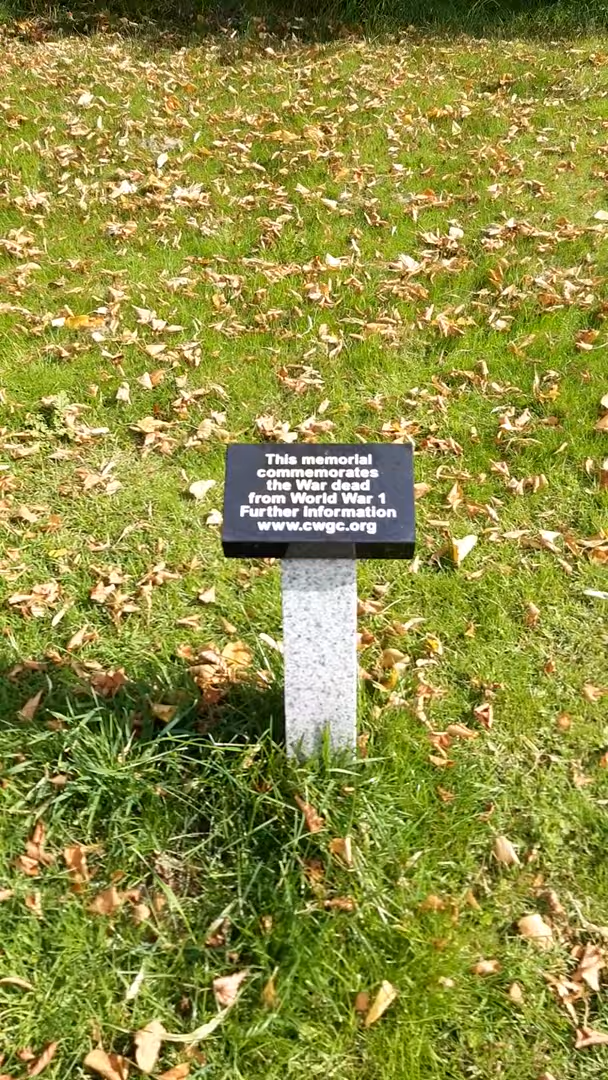 This memorial
commemorates
the War dead
from World War 1
Further Information
www.cwgc.org